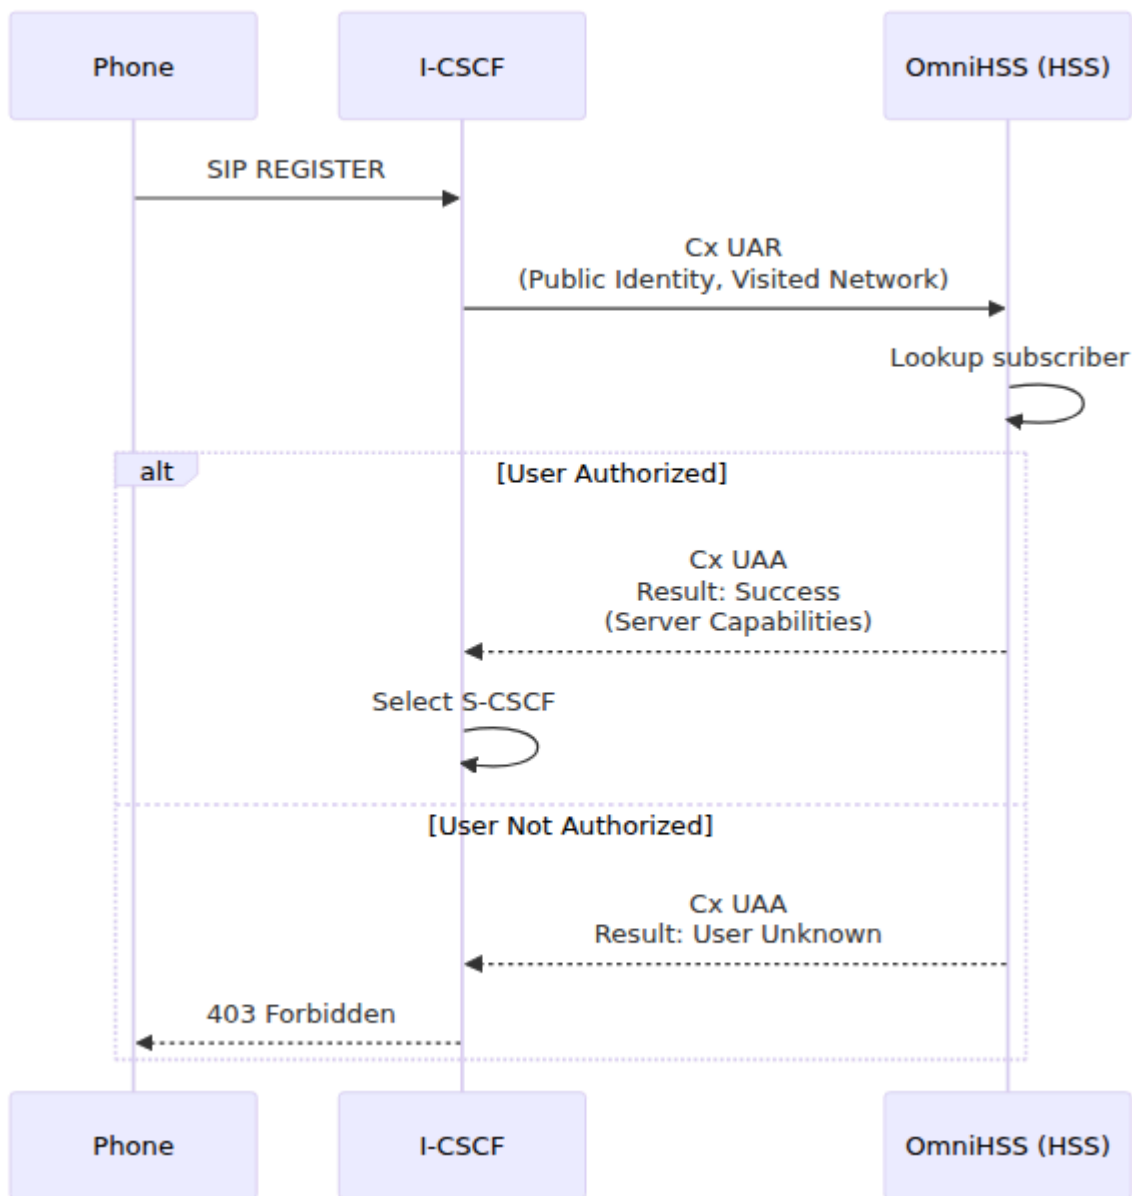 Phone
I-CSCF
OmniHSS (HSS)
SIP REGISTER
Cx UAR
(Public Identity, Visited Network)
Lookup subscriber
alt
[User Authorized]
Cx UAA
Result: Success
(Server Capabilities)
Select S-CSCF
[User Not Authorized]
Cx UAA
Result: User Unknown
403 Forbidden
Phone
I-CSCF
OmniHSS (HSS)